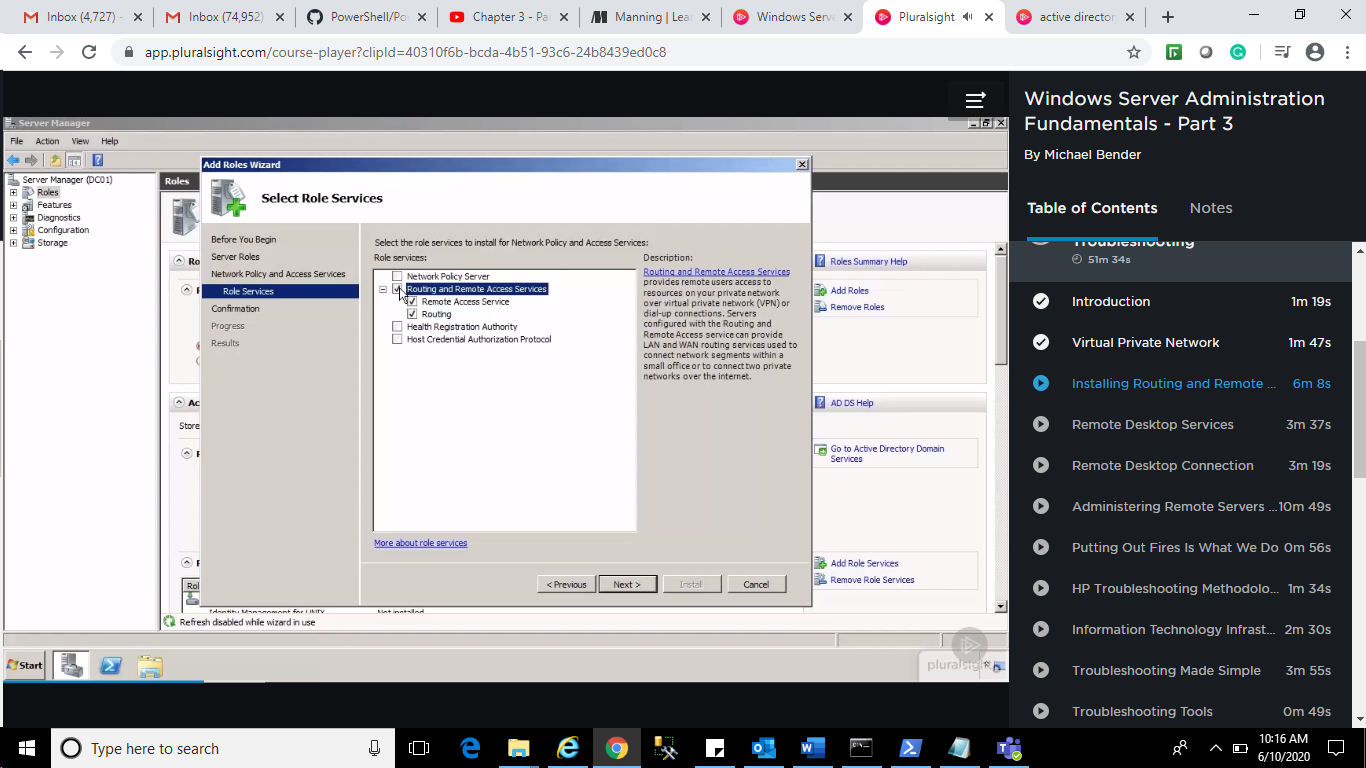 Inbox (4,727) -
Inbox (74,952)
PowerShell/Po
Chapter 3 - Pa
Manning | Lea
Windows Serv
Pluralsight
active director
app.pluralsight.com/course-player?clipId=40310f6b-bcda-4b51-93c6-24b8439ed0c8
Server Manager
File Action View Help
Server Manager (DC01)
Roles
Features
Diagnostics
Configuration
Storage
Roles
Add Roles Wizard
Select Role Services
Before You Begin
Server Roles
Network Policy and Access Services
Role Services
Confirmation
Progress
Results
Select the role services to install for Network Policy and Access Services:
Role services:
Network Policy Server
Routing and Remote Access Services
Remote Access Service
Routing
Health Registration Authority
Host Credential Authorization Protocol
More about role services
Description:
Routing and Remote Access Services
provides remote users access to
resources on your private network
over virtual private network (VPN) or
dial-up connections. Servers
configured with the Routing and
Remote Access service can provide
LAN and WAN routing services used to
connect network segments within a
small office or to connect two private
networks over the internet.
< Previous
Next >
Install
Cancel
Ro
Ac
Store
Rol
Roles Summary Help
Add Roles
Remove Roles
AD DS Help
Go to Active Directory Domain
Services
Add Role Services
Remove Role Services
Identity Management for UNIX Not installed
Refresh disabled while wizard in use
Start
pluralsight
Windows Server Administration
Fundamentals - Part 3
By Michael Bender
Table of Contents
Notes
Troubleshooting
51m 34s
Introduction 1m 19s
Virtual Private Network 1m 47s
Installing Routing and Remote ... 6m 8s
Remote Desktop Services 3m 37s
Remote Desktop Connection 3m 19s
Administering Remote Servers ... 10m 49s
Putting Out Fires Is What We Do 0m 56s
HP Troubleshooting Methodolo... 1m 34s
Information Technology Infrast... 2m 30s
Troubleshooting Made Simple 3m 55s
Troubleshooting Tools 0m 49s
Type here to search
10:16 AM
6/10/2020